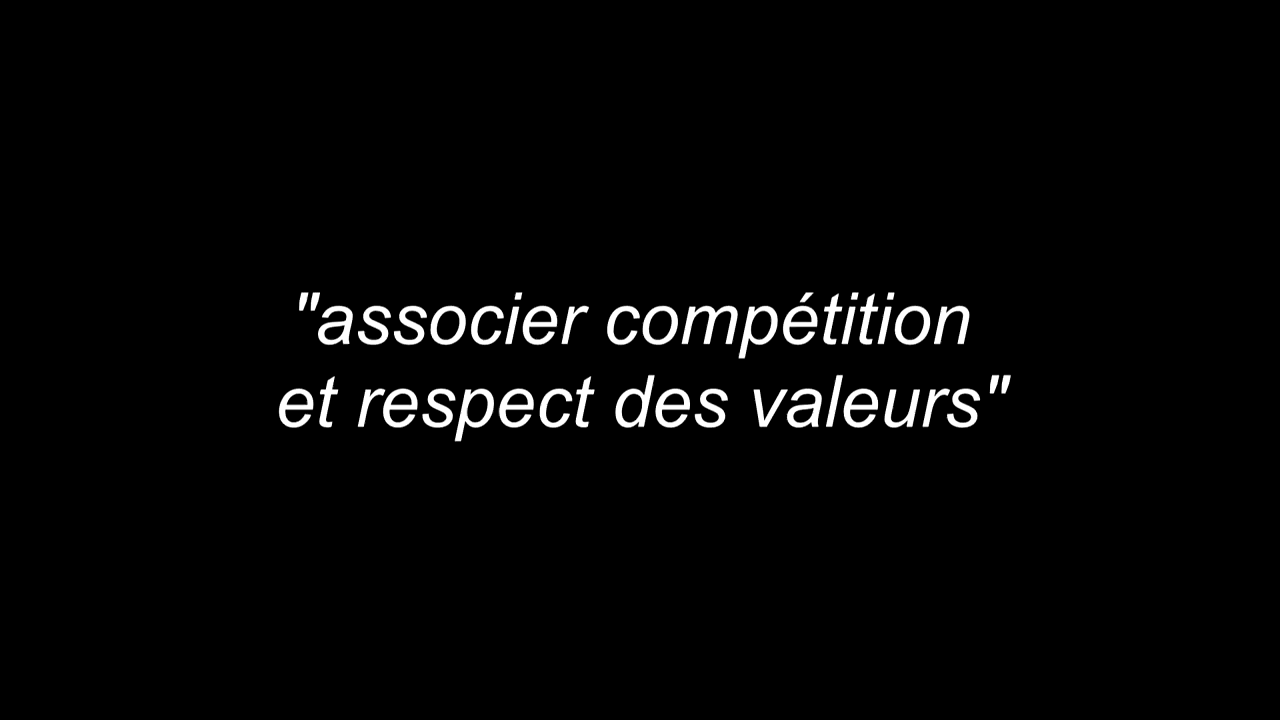 "associer compétition
et respect des valeurs"